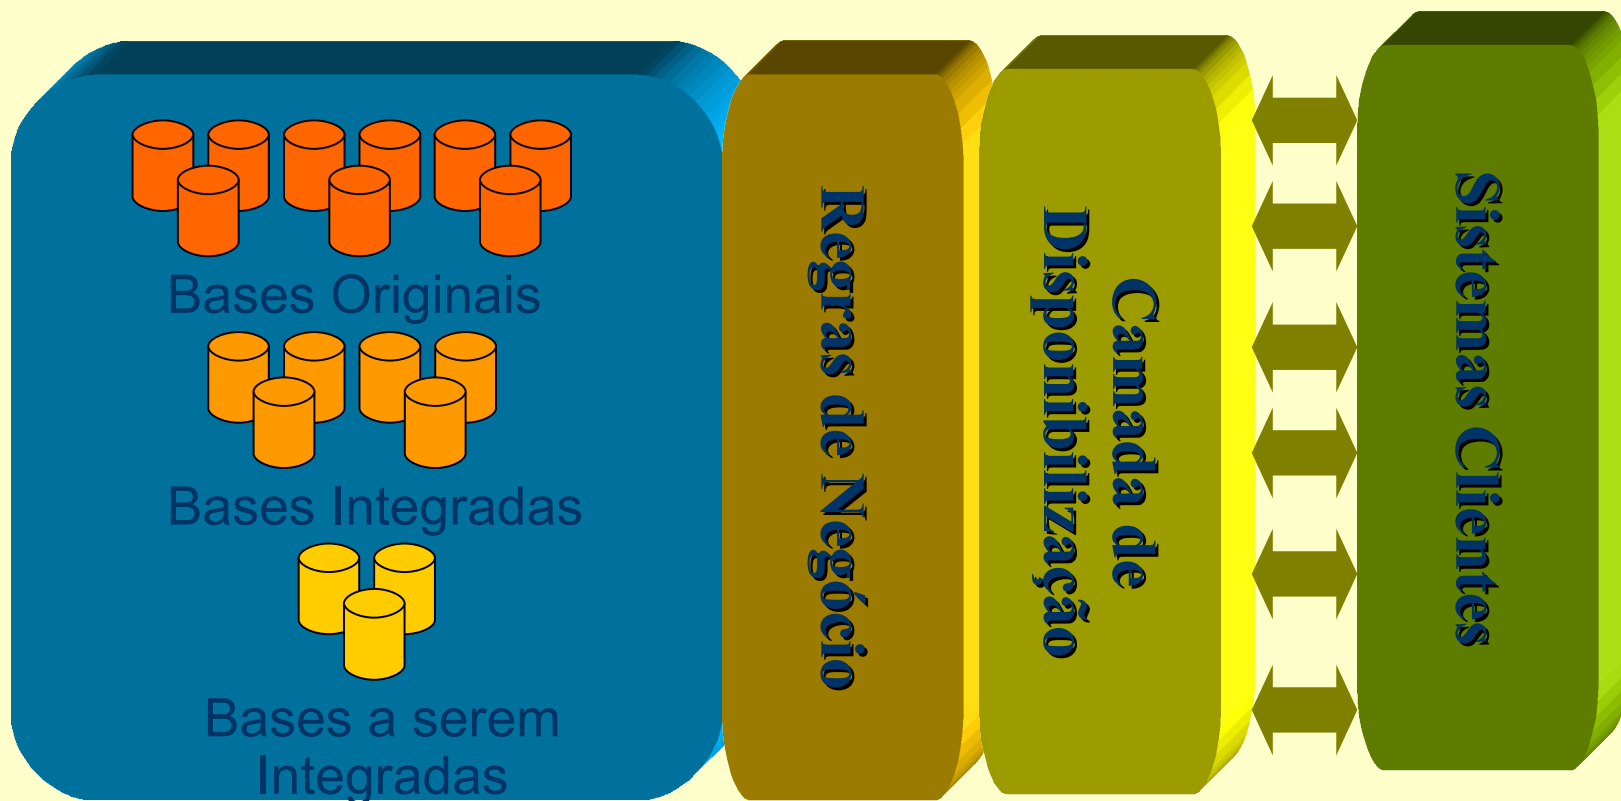 Bases Originais
Bases Integradas
Bases a serem
Integradas
Regras de Negócio
Camada de
Disponibilização
Sistemas Clientes